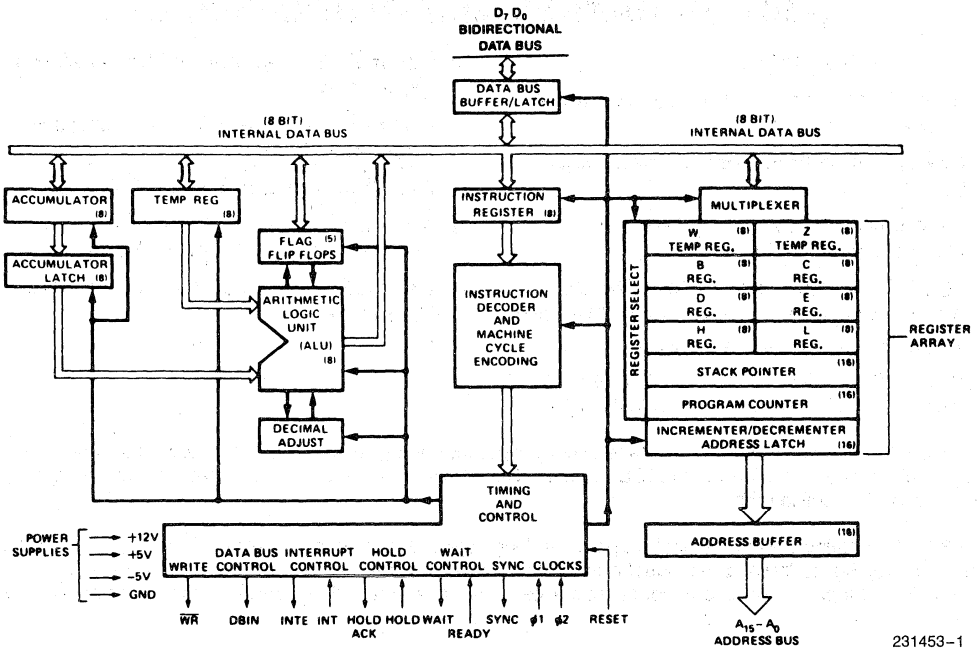 D7 D0
BIDIRECTIONAL
DATA BUS
DATA BUS
BUFFER/LATCH
(8 BIT)
INTERNAL DATA BUS
(8 BIT)
INTERNAL DATA BUS
ACCUMULATOR
(8)
TEMP REG
(8)
INSTRUCTION
REGISTER (8)
MULTIPLEXER
ACCUMULATOR
LATCH (8)
FLAG (5)
FLIP FLOPS
ARITHMETIC
LOGIC
UNIT
(ALU)
(8)
DECIMAL
ADJUST
INSTRUCTION
DECODER
AND
MACHINE
CYCLE
ENCODING
REGISTER SELECT
W (8)
TEMP REG.
Z (8)
TEMP REG.
B (8)
REG.
C (8)
REG.
D (8)
REG.
E (8)
REG.
H (8)
REG.
L (8)
REG.
STACK POINTER (16)
PROGRAM COUNTER (16)
INCREMENTER/DECREMENTER
ADDRESS LATCH (16)
REGISTER
ARRAY
TIMING
AND
CONTROL
ADDRESS BUFFER (16)
POWER
SUPPLIES
+12V
+5V
−5V
GND
WRITE
DATA BUS
CONTROL
INTERRUPT
CONTROL
HOLD
CONTROL
WAIT
CONTROL
SYNC
CLOCKS
W̅R̅
DBIN
INTE
INT
HOLD
ACK
HOLD
WAIT
READY
SYNC
ϕ1
ϕ2
RESET
A15−A0
ADDRESS BUS
231453−1